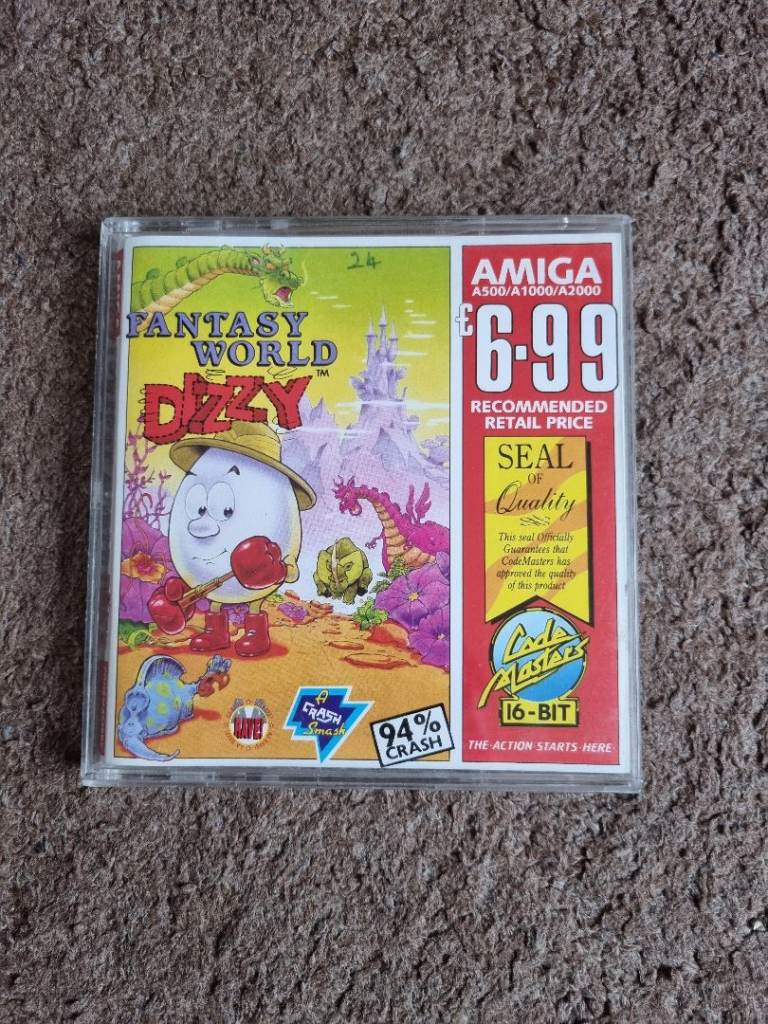 24
FANTASY
WORLD
DIZZY™
AMIGA
A500/A1000/A2000
£6·99
RECOMMENDED
RETAIL PRICE
SEAL
OF
Quality
This seal Officially
Guarantees that
CodeMasters has
approved the quality
of this product
Code
Masters
16-BIT
THE·ACTION·STARTS·HERE·
RAVE!
A
CRASH
Smash
94%
CRASH